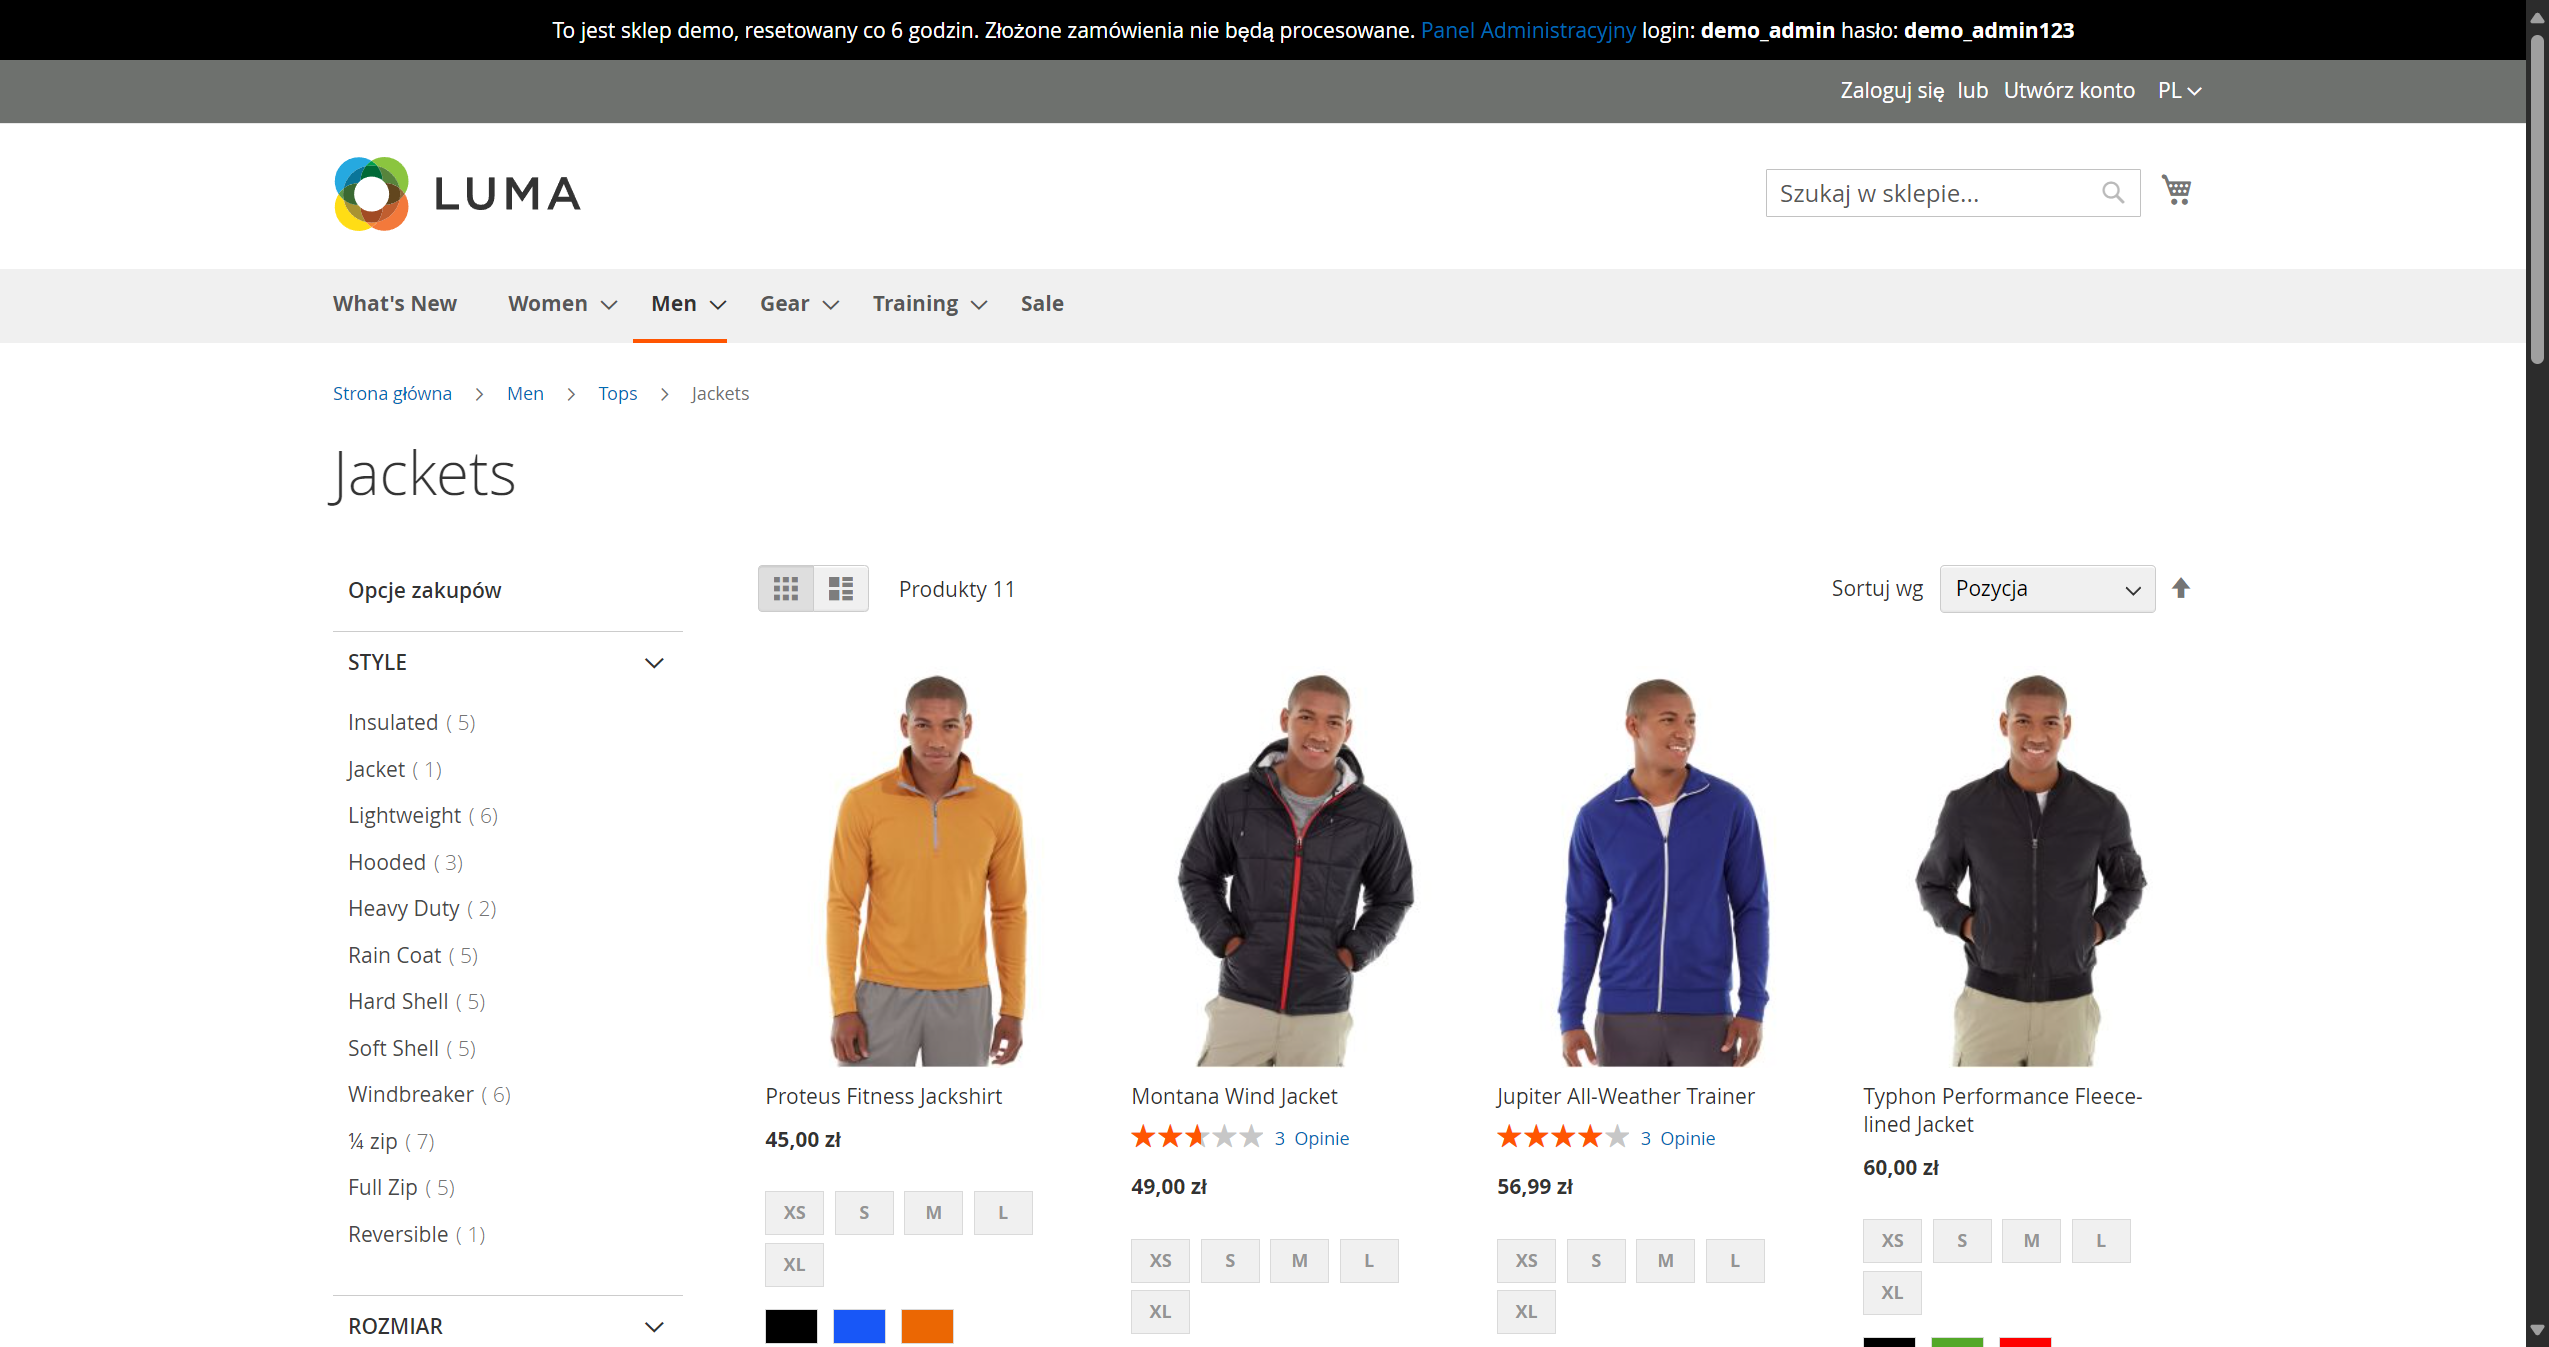 To jest sklep demo, resetowany co 6 godzin. Złożone zamówienia nie będą procesowane. Panel Administracyjny login: demo_admin hasło: demo_admin123
Zaloguj się lub Utwórz konto PL
LUMA
Szukaj w sklepie...
What's New Women Men Gear Training Sale
Strona główna Men Tops Jackets
Jackets
Opcje zakupów
STYLE
Insulated ( 5)
Jacket ( 1)
Lightweight ( 6)
Hooded ( 3)
Heavy Duty ( 2)
Rain Coat ( 5)
Hard Shell ( 5)
Soft Shell ( 5)
Windbreaker ( 6)
¼ zip ( 7)
Full Zip ( 5)
Reversible ( 1)
ROZMIAR
Produkty 11
Sortuj wg Pozycja
Proteus Fitness Jackshirt
45,00 zł
XS S M L
XL
Montana Wind Jacket
3 Opinie
49,00 zł
XS S M L
XL
Jupiter All-Weather Trainer
3 Opinie
56,99 zł
XS S M L
XL
Typhon Performance Fleece-
lined Jacket
60,00 zł
XS S M L
XL